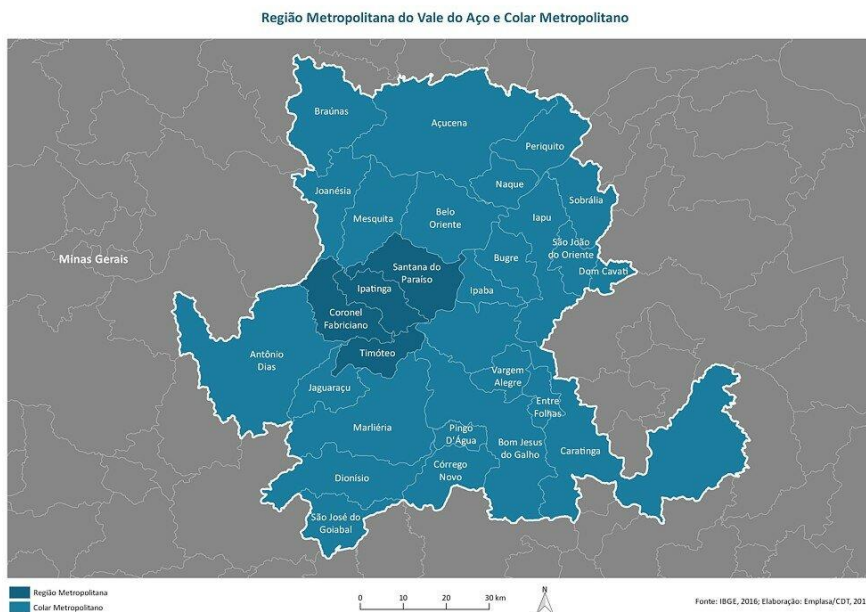 Região Metropolitana do Vale do Aço e Colar Metropolitano
Braúnas
Açucena
Periquito
Naque
Joanésia
Sobrália
Mesquita
Belo
Oriente
Iapu
São João
do Oriente
Bugre
Minas Gerais
Santana do
Paraíso
Dom Cavati
Ipatinga
Ipaba
Coronel
Fabriciano
Timóteo
Antônio
Dias
Vargem
Alegre
Jaguaraçu
Entre
Folhas
Marliéria
Pingo
D'Água
Bom Jesus
do Galho
Caratinga
Dionísio
Córrego
Novo
São José do
Goiabal
Região Metropolitana
Colar Metropolitano
0 10 20 30 km
N
Fonte: IBGE, 2016; Elaboração: Emplasa/CDT, 201